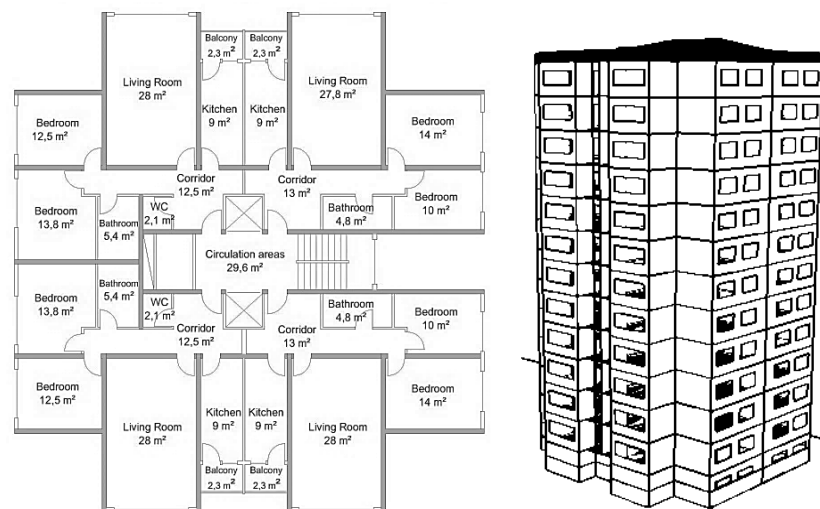 Balcony Balcony
2,3 m² 2,3 m²
Living Room
28 m²
Living Room
27,8 m²
Kitchen
9 m²
Kitchen
9 m²
Bedroom
12,5 m²
Bedroom
14 m²
Corridor
12,5 m²
Corridor
13 m²
Bedroom
13,8 m²
Bathroom
5,4 m²
WC
2,1 m²
Bathroom
4,8 m²
Bedroom
10 m²
Circulation areas
29,6 m²
Bedroom
13,8 m²
Bathroom
5,4 m²
WC
2,1 m²
Bathroom
4,8 m²
Bedroom
10 m²
Corridor
12,5 m²
Corridor
13 m²
Bedroom
12,5 m²
Bedroom
14 m²
Living Room
28 m²
Kitchen
9 m²
Kitchen
9 m²
Living Room
28 m²
Balcony Balcony
2,3 m² 2,3 m²